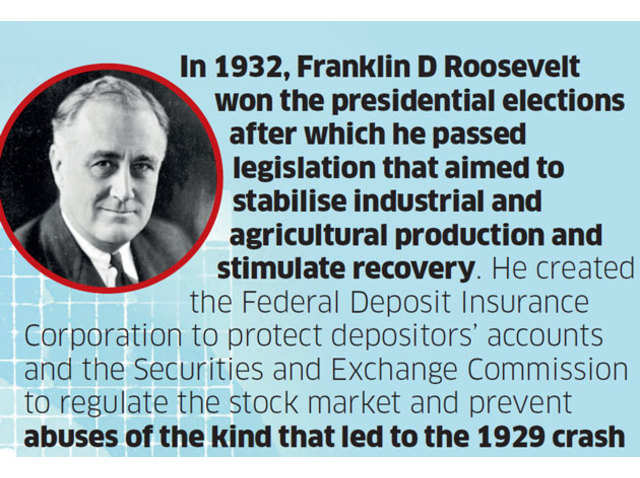 In 1932, Franklin D Roosevelt
won the presidential elections
after which he passed
legislation that aimed to
stabilise industrial and
agricultural production and
stimulate recovery. He created
the Federal Deposit Insurance
Corporation to protect depositors’ accounts
and the Securities and Exchange Commission
to regulate the stock market and prevent
abuses of the kind that led to the 1929 crash